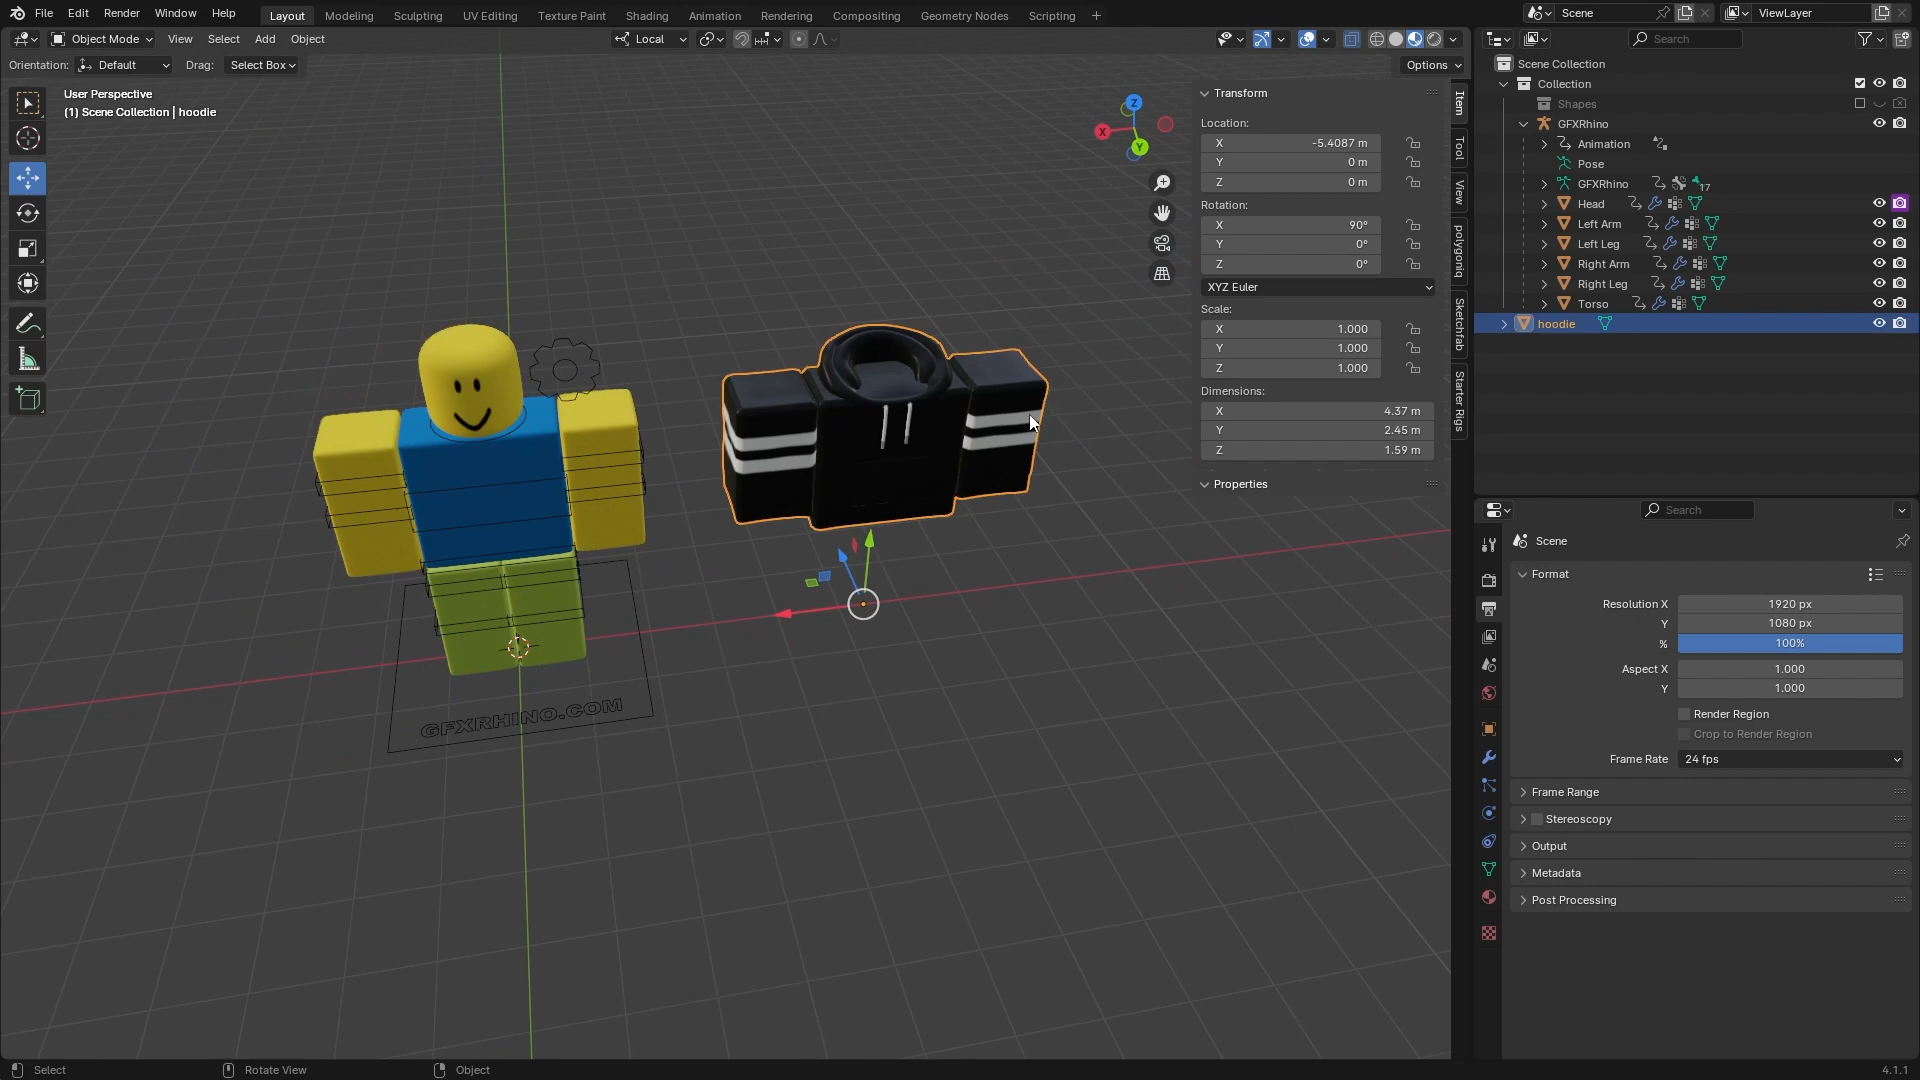 File Edit Render Window Help Layout Modeling Sculpting UV Editing Texture Paint Shading Animation Rendering Compositing Geometry Nodes Scripting + Scene ViewLayer
Object Mode View Select Add Object Local Search
Orientation: Default Drag: Select Box Options
User Perspective
(1) Scene Collection | hoodie
Z
X
Y
Transform
Location:
X -5.4087 m
Y 0 m
Z 0 m
Rotation:
X 90°
Y 0°
Z 0°
XYZ Euler
Scale:
X 1.000
Y 1.000
Z 1.000
Dimensions:
X 4.37 m
Y 2.45 m
Z 1.59 m
Properties
Item
Tool
View
polygoniq
Sketchfab
Starter Rigs
Scene Collection
Collection
Shapes
GFXRhino
Animation
Pose
GFXRhino 17
Head
Left Arm
Left Leg
Right Arm
Right Leg
Torso
hoodie
Search
Scene
Format
Resolution X 1920 px
Y 1080 px
% 100%
Aspect X 1.000
Y 1.000
Render Region
Crop to Render Region
Frame Rate 24 fps
Frame Range
Stereoscopy
Output
Metadata
Post Processing
GFXRHINO.COM
Select Rotate View Object 4.1.1